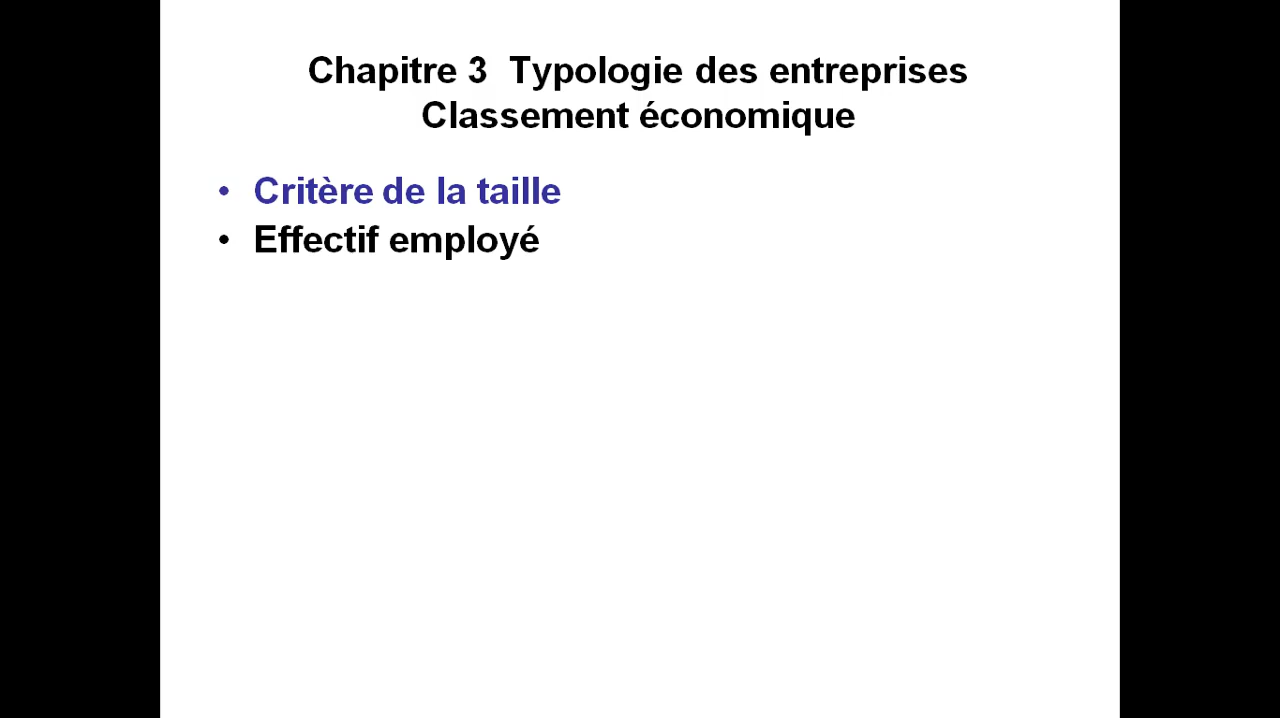 Chapitre 3  Typologie des entreprises
Classement économique
• Critère de la taille
• Effectif employé